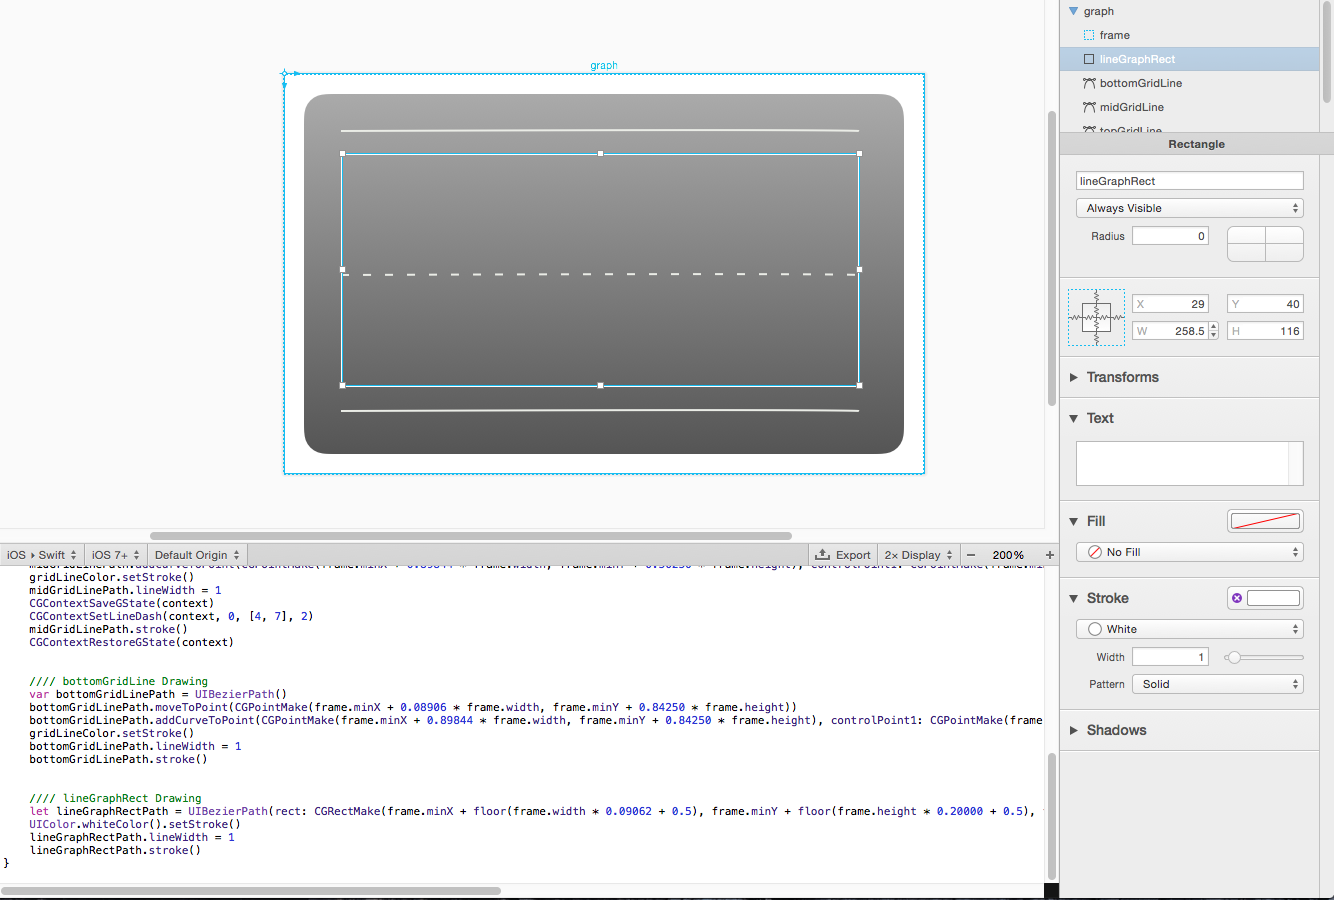 graph
graph
frame
lineGraphRect
bottomGridLine
midGridLine
topGridLine
Rectangle
lineGraphRect
Always Visible
Radius 0
X 29 Y 40
W 258.5 H 116
Transforms
Text
Fill
No Fill
Stroke
White
Width 1
Pattern Solid
Shadows
iOS ▸ Swift iOS 7+ Default Origin Export 2× Display − 200% +
gridLineColor.setStroke()
midGridLinePath.lineWidth = 1
CGContextSaveGState(context)
CGContextSetLineDash(context, 0, [4, 7], 2)
midGridLinePath.stroke()
CGContextRestoreGState(context)
//// bottomGridLine Drawing
var bottomGridLinePath = UIBezierPath()
bottomGridLinePath.moveToPoint(CGPointMake(frame.minX + 0.08906 * frame.width, frame.minY + 0.84250 * frame.height))
bottomGridLinePath.addCurveToPoint(CGPointMake(frame.minX + 0.89844 * frame.width, frame.minY + 0.84250 * frame.height), controlPoint1: CGPointMake(frame
gridLineColor.setStroke()
bottomGridLinePath.lineWidth = 1
bottomGridLinePath.stroke()
//// lineGraphRect Drawing
let lineGraphRectPath = UIBezierPath(rect: CGRectMake(frame.minX + floor(frame.width * 0.09062 + 0.5), frame.minY + floor(frame.height * 0.20000 + 0.5),
UIColor.whiteColor().setStroke()
lineGraphRectPath.lineWidth = 1
lineGraphRectPath.stroke()
}